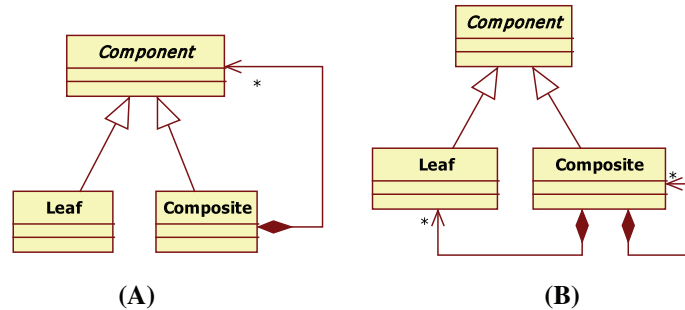 Component
*
Leaf
Composite
(A)
Component
Leaf
Composite
*
*
(B)